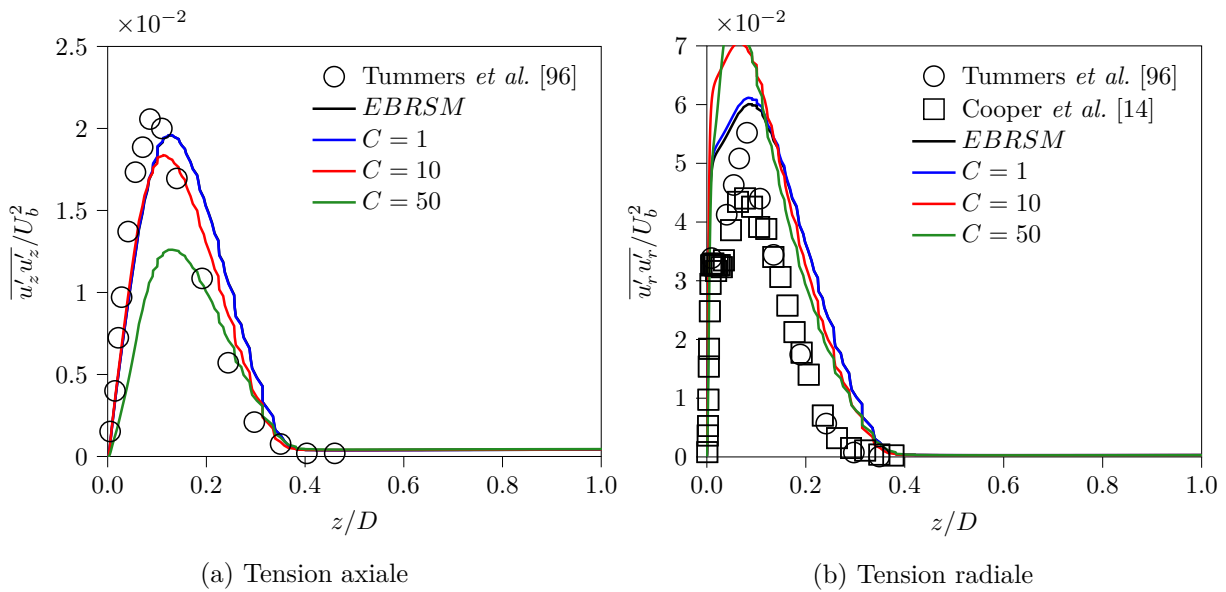 ×10⁻²
2.5
2
1.5
1
0.5
0
0.0 0.2 0.4 0.6 0.8 1.0
z/D
u′_z u′_z/U_b²
Tummers et al. [96]
EBRSM
C = 1
C = 10
C = 50
(a) Tension axiale
×10⁻²
7
6
5
4
3
2
1
0
0.0 0.2 0.4 0.6 0.8 1.0
z/D
u′_r u′_r/U_b²
Tummers et al. [96]
Cooper et al. [14]
EBRSM
C = 1
C = 10
C = 50
(b) Tension radiale